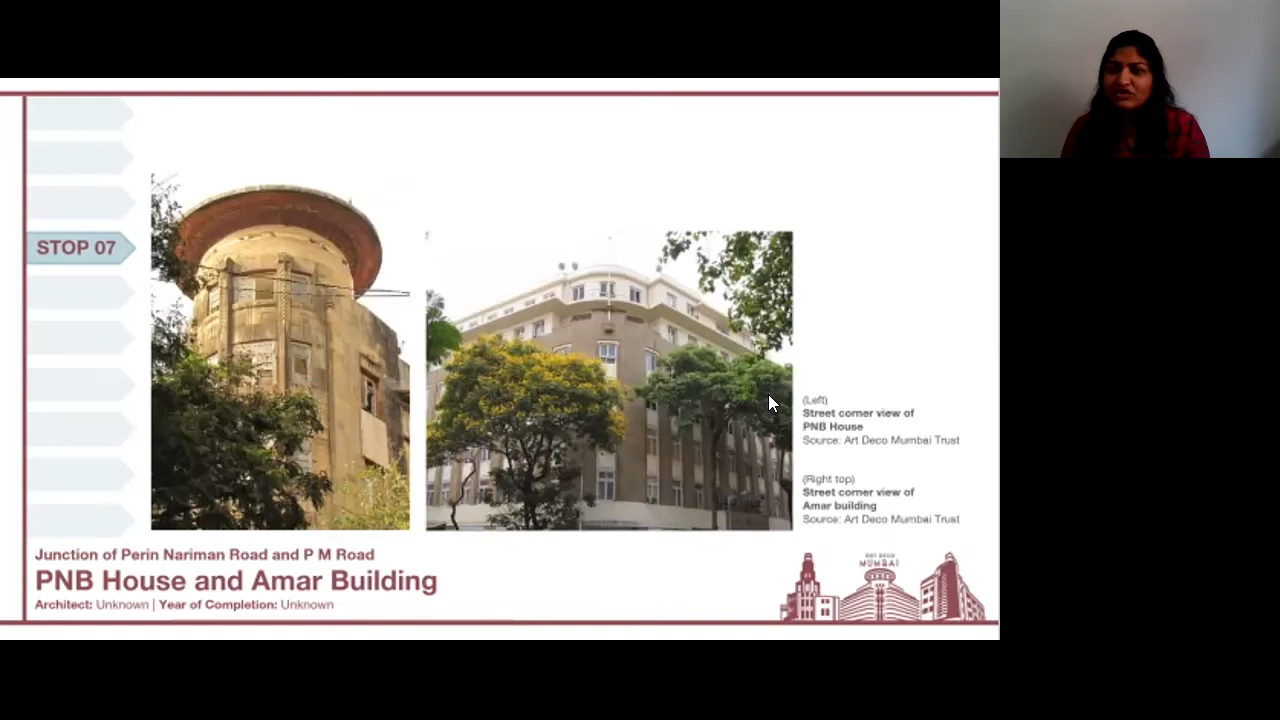 STOP 07
(Left)
Street corner view of
PNB House
Source: Art Deco Mumbai Trust
(Right top)
Street corner view of
Amar building
Source: Art Deco Mumbai Trust
Junction of Perin Nariman Road and P M Road
PNB House and Amar Building
Architect: Unknown | Year of Completion: Unknown
ART DECO
MUMBAI